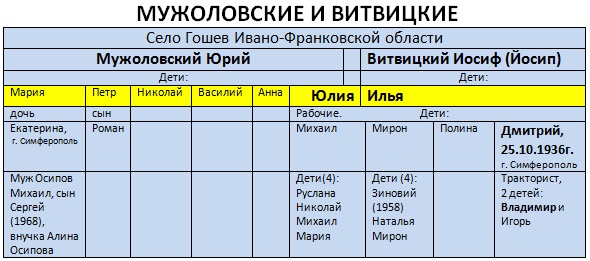 МУЖОЛОВСКИЕ И ВИТВИЦКИЕ
Село Гошев Ивано-Франковской области
Мужоловский Юрий Витвицкий Иосиф (Йосип)
Дети: Дети:
Мария Петр Николай Василий Анна Юлия Илья
дочь сын Рабочие. Дети:
Екатерина, г. Симферополь
Роман
Михаил
Мирон
Полина
Дмитрий,
25.10.1936г.
г. Симферополь
Муж Осипов
Михаил, сын
Сергей
(1968),
внучка Алина
Осипова
Дети(4):
Руслана
Николай
Михаил
Мария
Дети (4):
Зиновий
(1958)
Наталья
Мирон
Тракторист,
2 детей:
Владимир и
Игорь